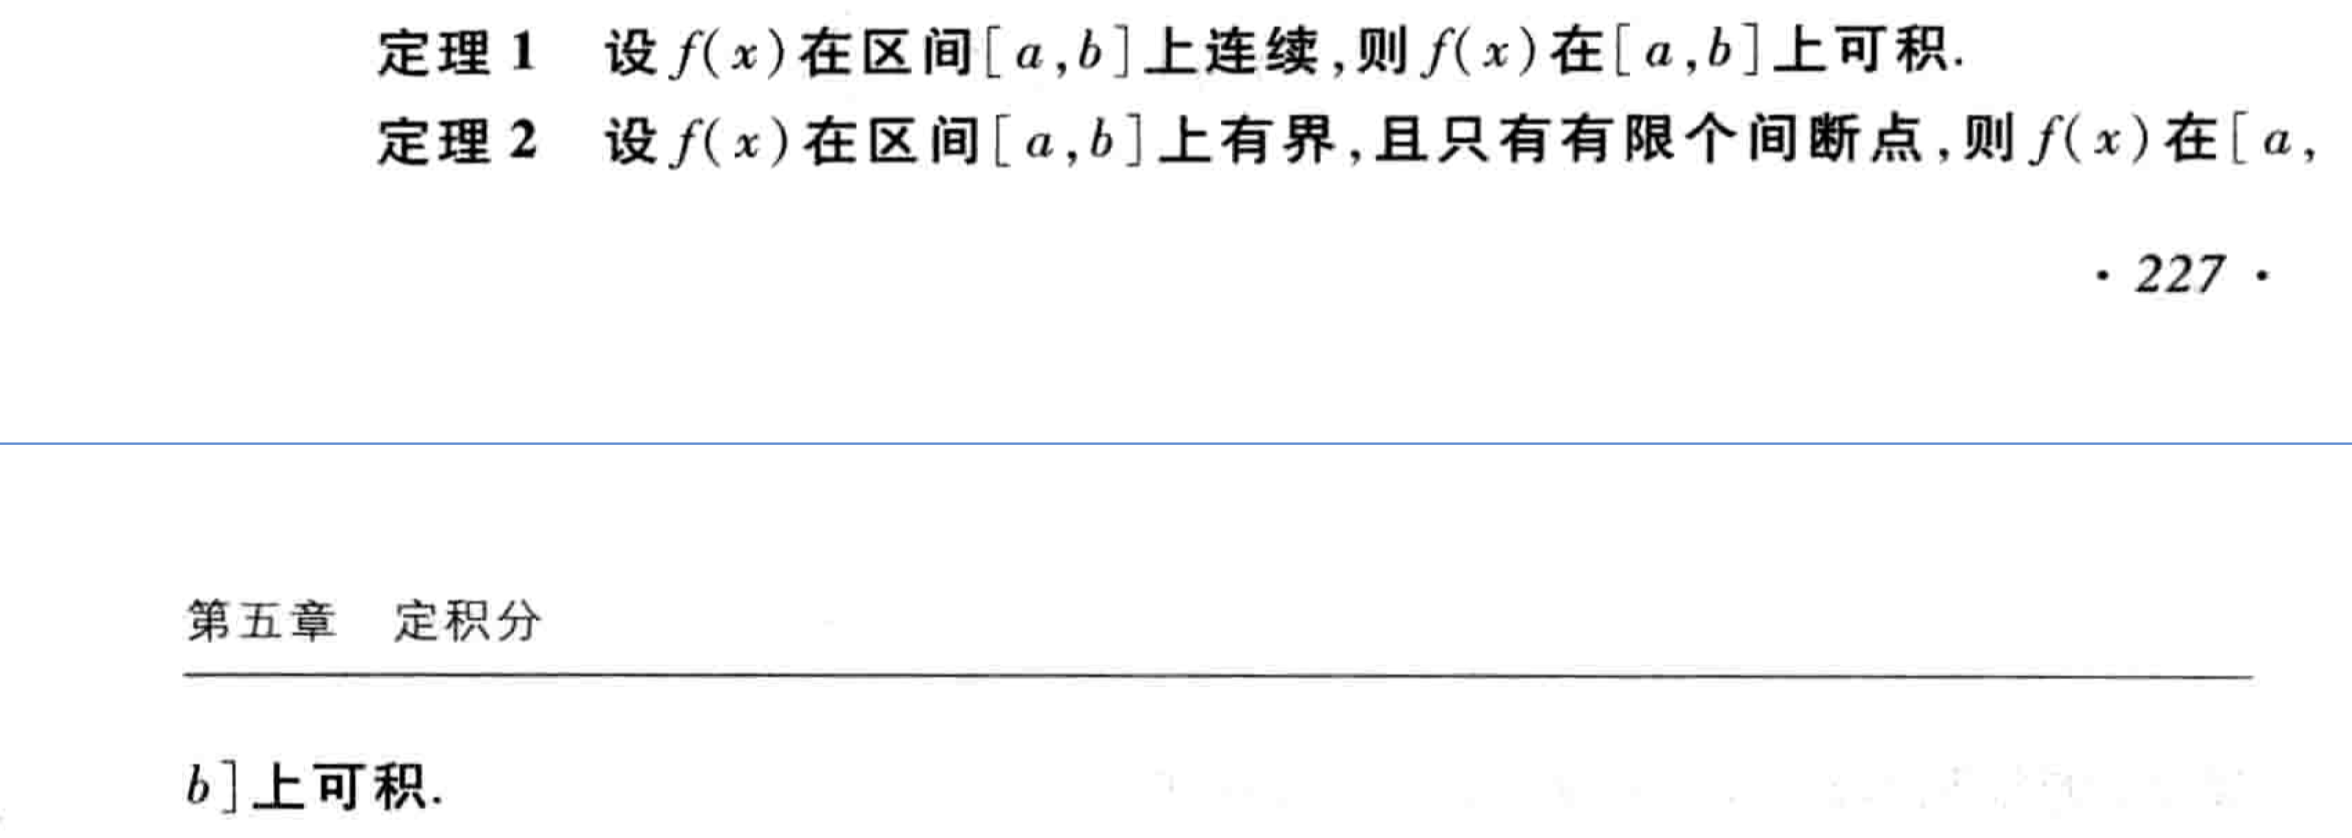 定理 1 设 f(x)在区间[a,b]上连续,则 f(x)在[a,b]上可积.
定理 2 设 f(x)在区间[a,b]上有界,且只有有限个间断点,则 f(x)在[a,
· 227 ·
第五章 定积分
b]上可积.